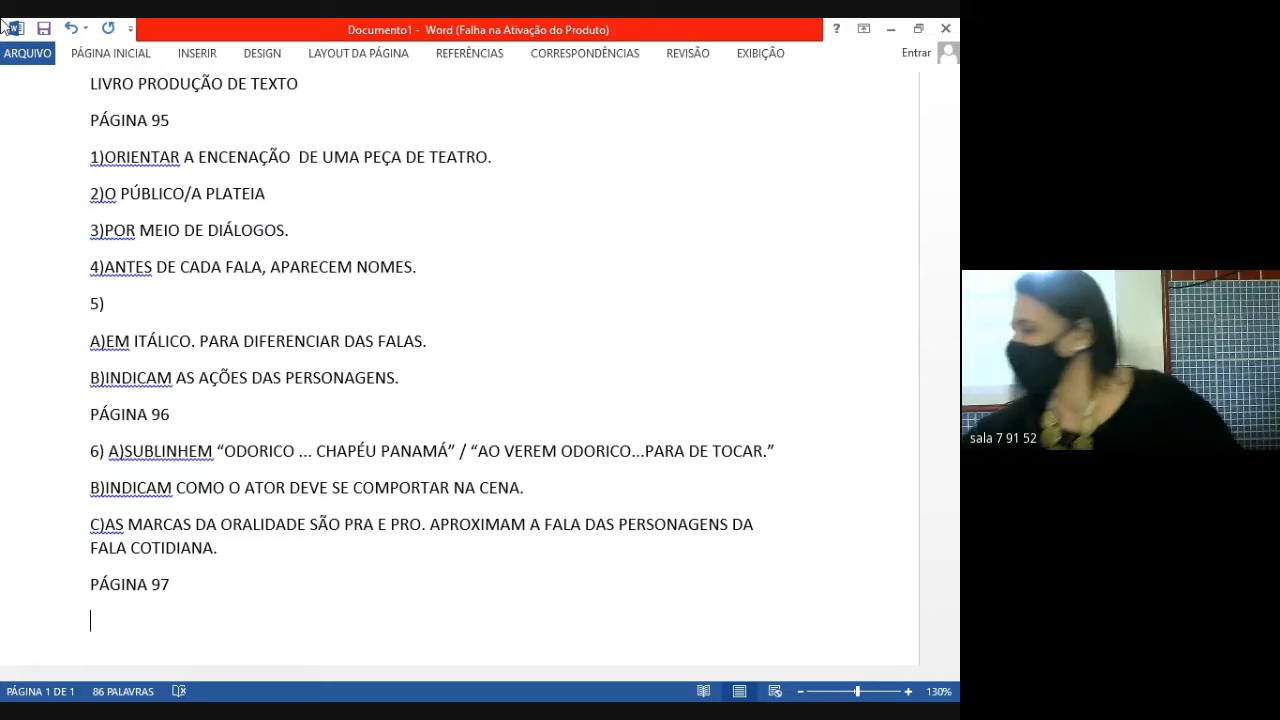 Documento1 - Word (Falha na Ativação do Produto)
?
ARQUIVO PÁGINA INICIAL INSERIR DESIGN LAYOUT DA PÁGINA REFERÊNCIAS CORRESPONDÊNCIAS REVISÃO EXIBIÇÃO Entrar
LIVRO PRODUÇÃO DE TEXTO
PÁGINA 95
1)ORIENTAR A ENCENAÇÃO  DE UMA PEÇA DE TEATRO.
2)O PÚBLICO/A PLATEIA
3)POR MEIO DE DIÁLOGOS.
4)ANTES DE CADA FALA, APARECEM NOMES.
5)
A)EM ITÁLICO. PARA DIFERENCIAR DAS FALAS.
B)INDICAM AS AÇÕES DAS PERSONAGENS.
PÁGINA 96
6) A)SUBLINHEM “ODORICO ... CHAPÉU PANAMÁ” / “AO VEREM ODORICO...PARA DE TOCAR.”
B)INDICAM COMO O ATOR DEVE SE COMPORTAR NA CENA.
C)AS MARCAS DA ORALIDADE SÃO PRA E PRO. APROXIMAM A FALA DAS PERSONAGENS DA
FALA COTIDIANA.
PÁGINA 97
sala 7 91 52
PÁGINA 1 DE 1 86 PALAVRAS 130%